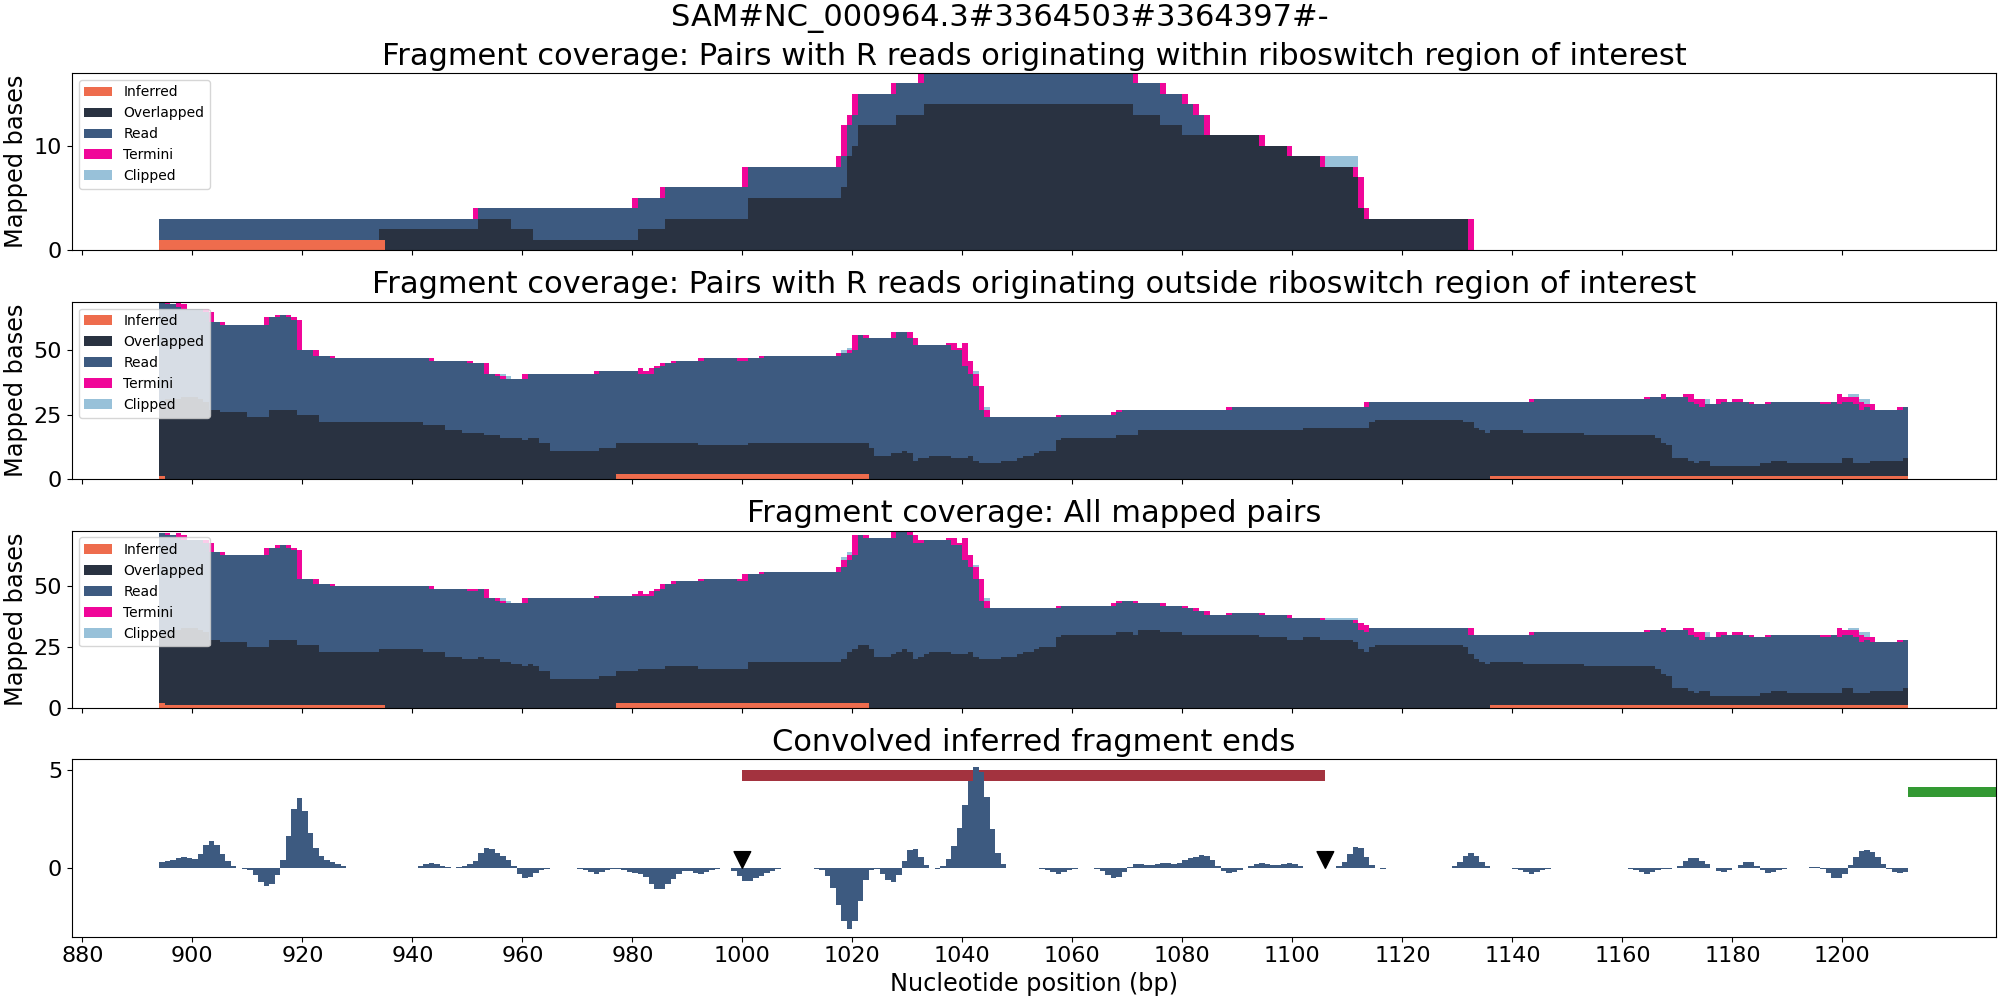 SAM#NC_000964.3#3364503#3364397#-
Fragment coverage: Pairs with R reads originating within riboswitch region of interest
Mapped bases
10
0
Inferred
Overlapped
Read
Termini
Clipped
Fragment coverage: Pairs with R reads originating outside riboswitch region of interest
Mapped bases
50
25
0
Inferred
Overlapped
Read
Termini
Clipped
Fragment coverage: All mapped pairs
Mapped bases
50
25
0
Inferred
Overlapped
Read
Termini
Clipped
Convolved inferred fragment ends
5
0
880 900 920 940 960 980 1000 1020 1040 1060 1080 1100 1120 1140 1160 1180 1200
Nucleotide position (bp)